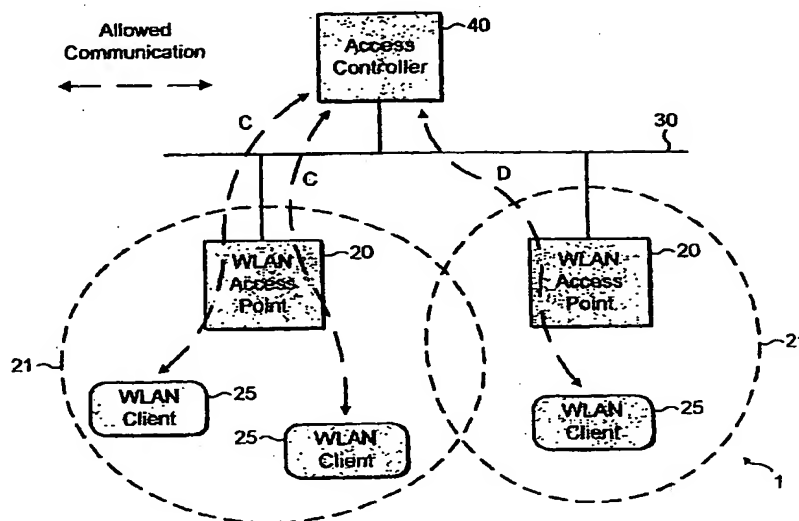 Allowed
Communication
40
Access
Controller
C
C
D
30
20
WLAN
Access
Point
20
WLAN
Access
Point
21
21
25
WLAN
Client
25
WLAN
Client
25
WLAN
Client
1